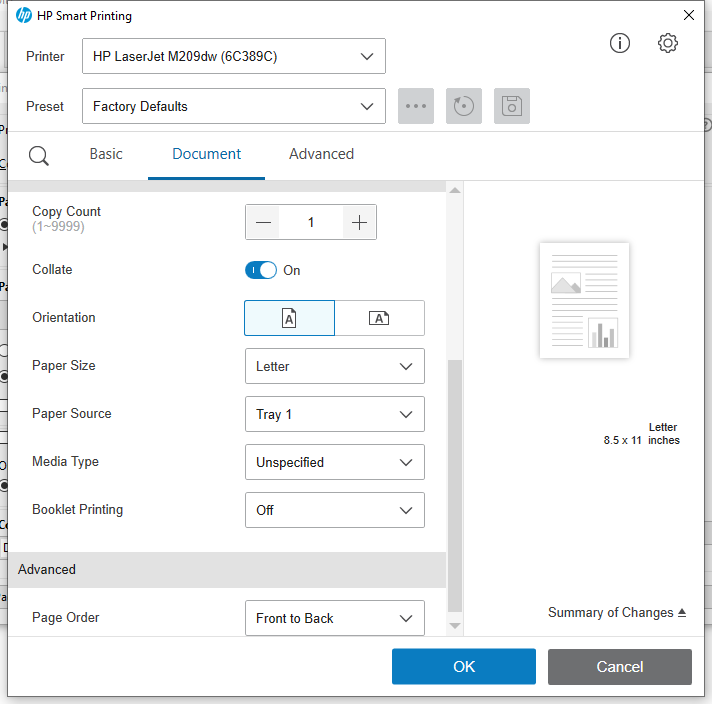 hp HP Smart Printing
Printer HP LaserJet M209dw (6C389C)
Preset Factory Defaults
Basic Document Advanced
Copy Count 1
(1~9999)
Collate On
Orientation A A
Paper Size Letter
Paper Source Tray 1
Media Type Unspecified
Booklet Printing Off
Advanced
Page Order Front to Back
Letter
8.5 x 11 inches
Summary of Changes
OK Cancel